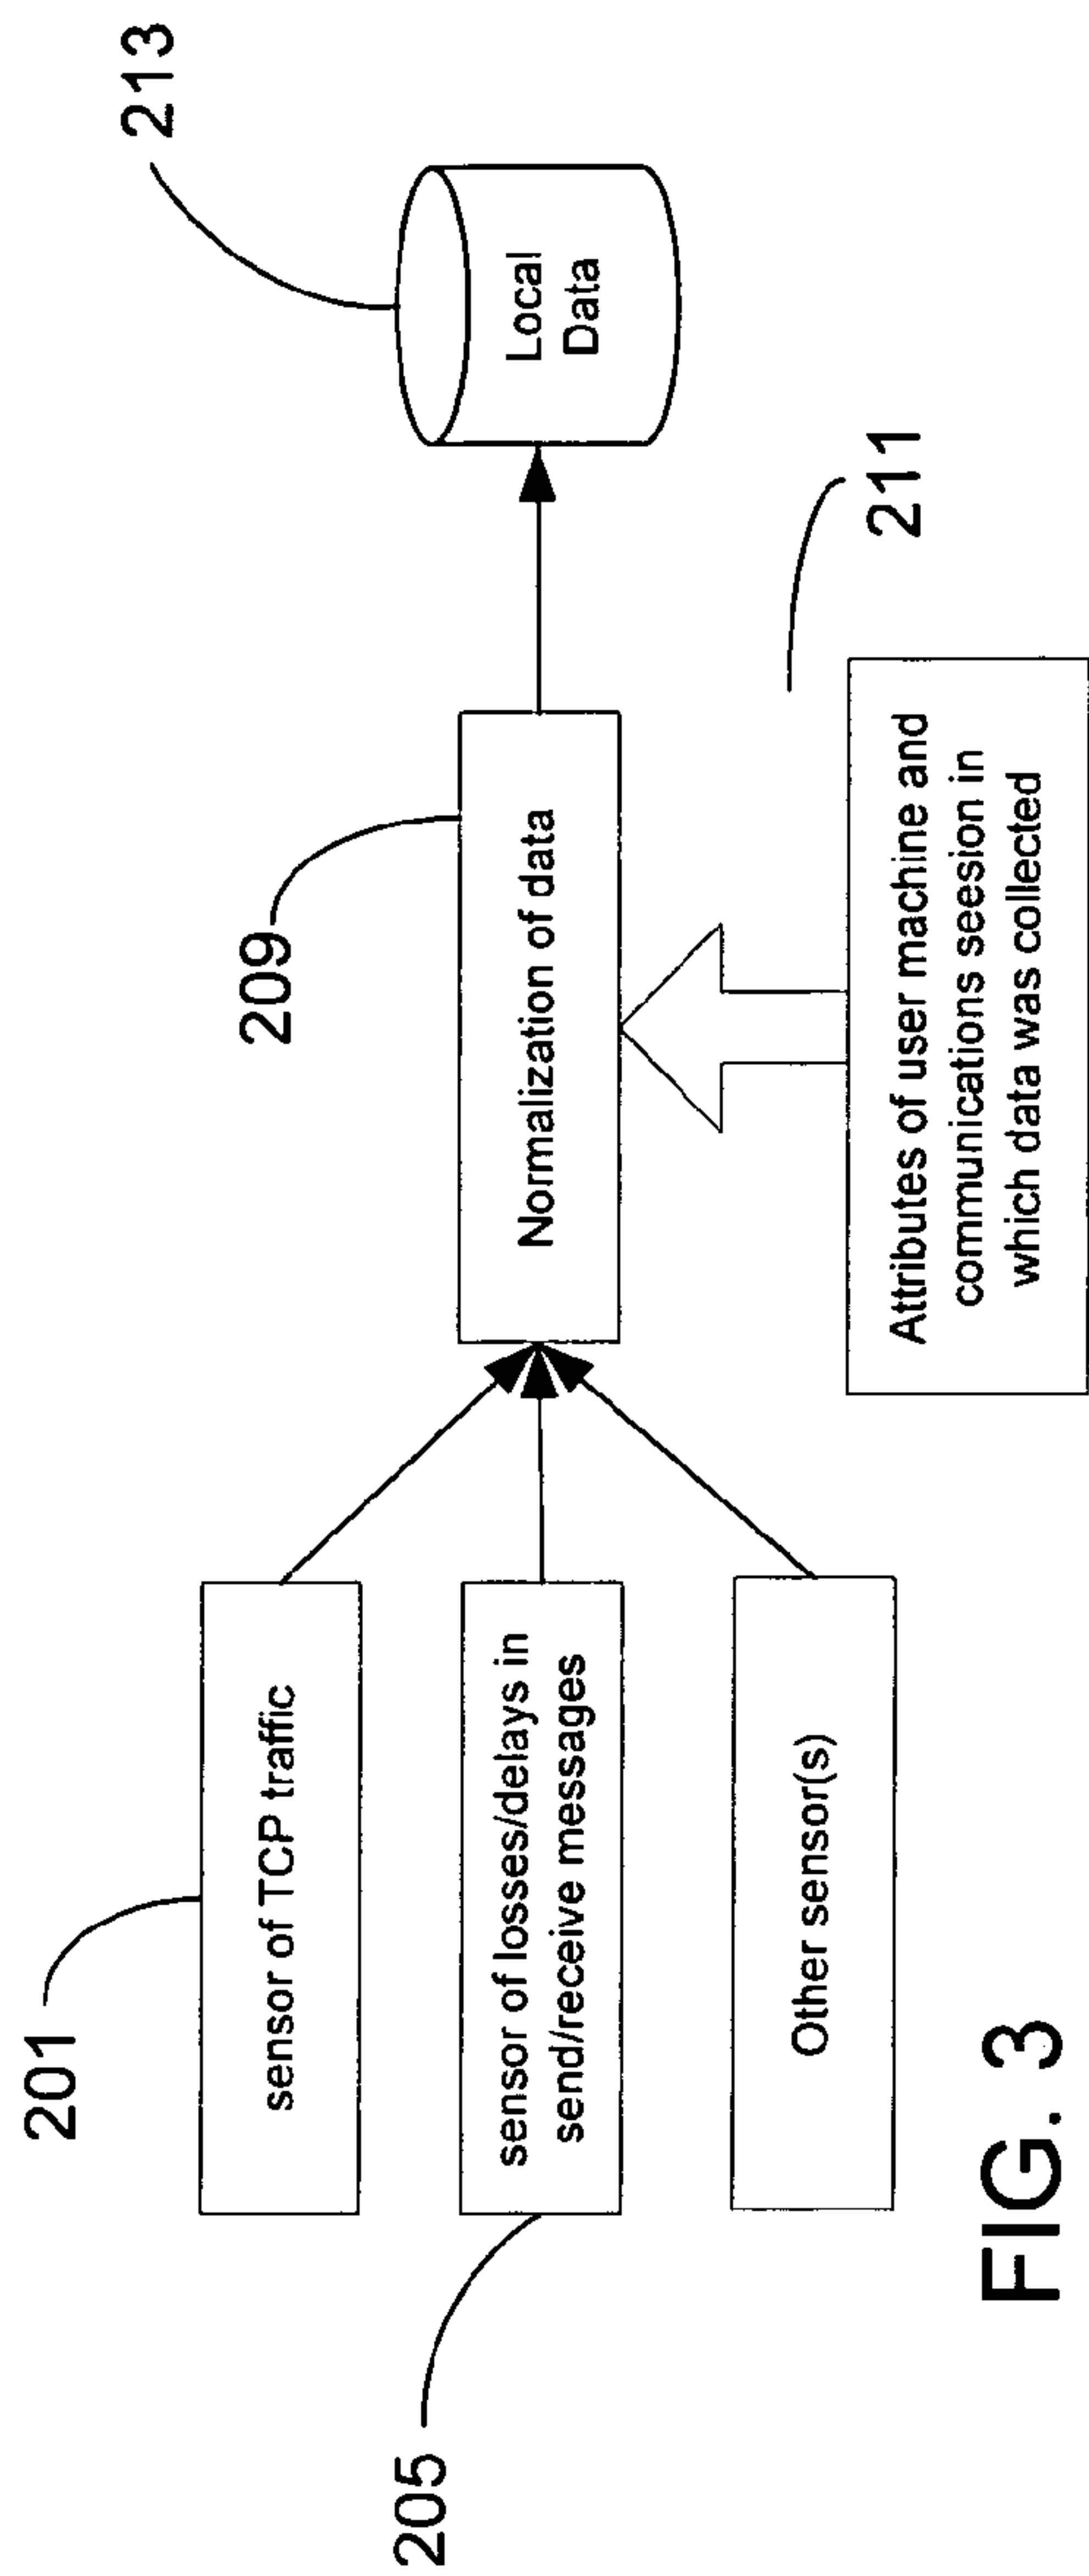 201
sensor of TCP traffic
205
sensor of losses/delays in
send/receive messages
Other sensor(s)
209
Normalization of data
211
Attributes of user machine and
communications seesion in
which data was collected
213
Local
Data
FIG. 3